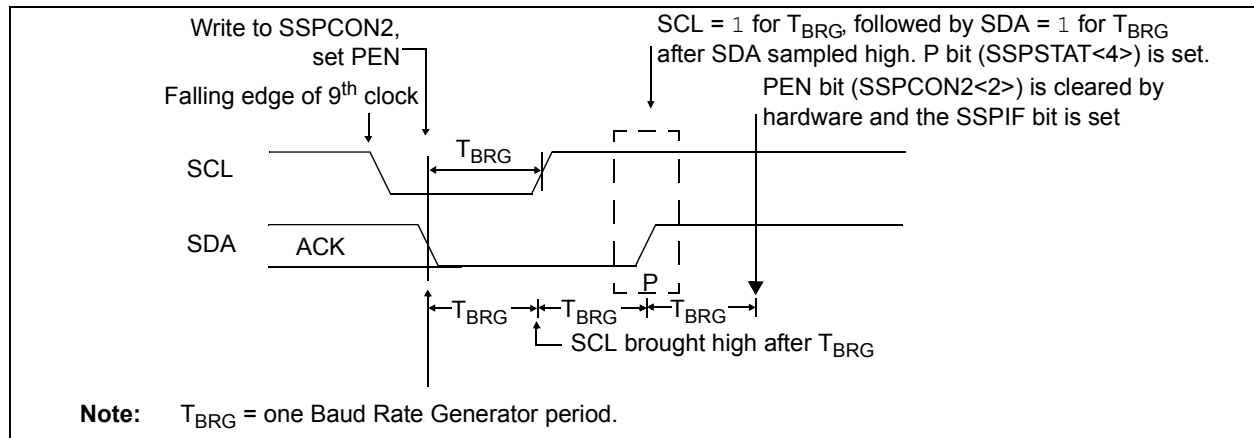 Write to SSPCON2,
set PEN
SCL = 1 for TBRG, followed by SDA = 1 for TBRG
after SDA sampled high. P bit (SSPSTAT<4>) is set.
Falling edge of 9th clock
PEN bit (SSPCON2<2>) is cleared by
hardware and the SSPIF bit is set
TBRG
SCL
SDA
ACK
P
TBRG
TBRG
TBRG
SCL brought high after TBRG
Note: TBRG = one Baud Rate Generator period.